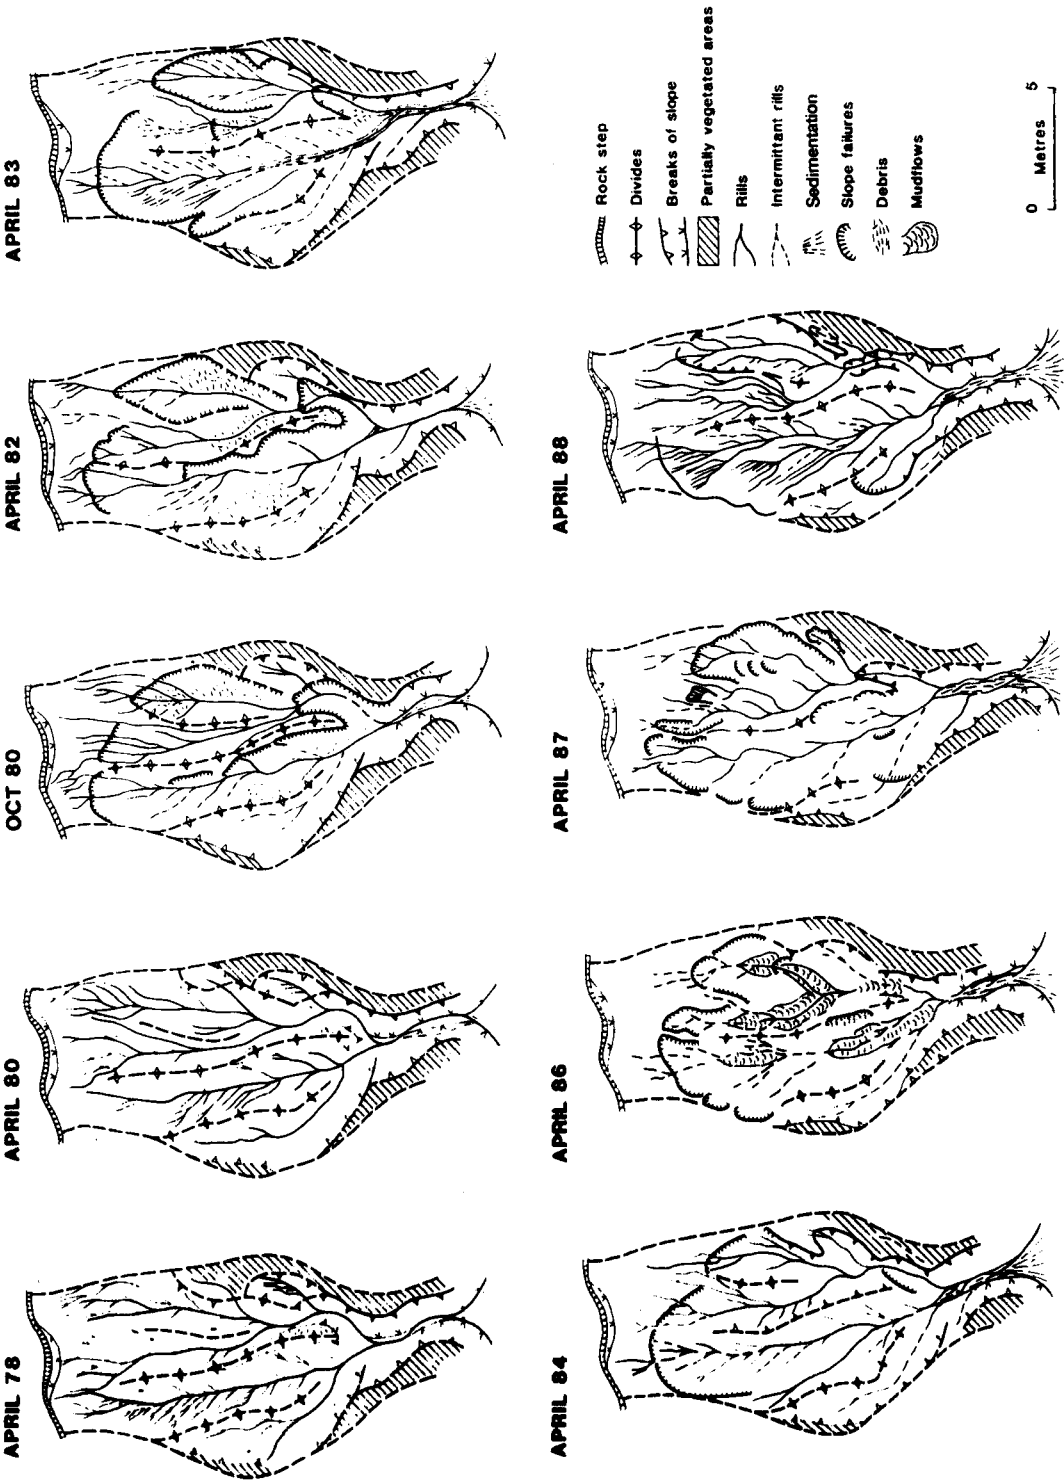 APRIL 78
APRIL 80
OCT 80
APRIL 82
APRIL 83
APRIL 84
APRIL 86
APRIL 87
APRIL 88
Rock step
Divides
Breaks of slope
Partially vegetated areas
Rills
Intermittant rills
Sedimentation
Slope failures
Debris
Mudflows
0 Metres 5